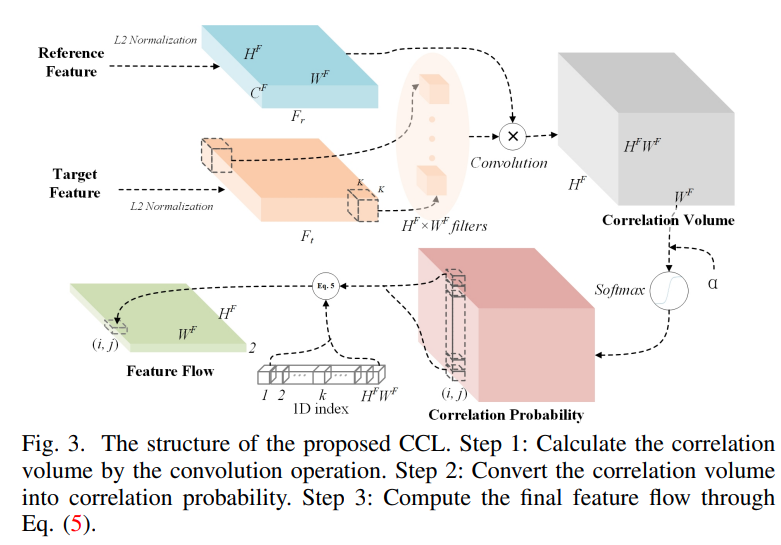 L2 Normalization
Reference
Feature
H^F
W^F
C^F
F_r
Target
Feature
L2 Normalization
K
K
F_t
H^F×W^F filters
Convolution
H^FW^F
H^F
W^F
Correlation Volume
Softmax
α
Eq. 5
H^F
W^F
2
(i, j)
Feature Flow
1 2 ... k ... H^FW^F
1D index
(i, j)
Correlation Probability
Fig. 3. The structure of the proposed CCL. Step 1: Calculate the correlation
volume by the convolution operation. Step 2: Convert the correlation volume
into correlation probability. Step 3: Compute the final feature flow through
Eq. (5).